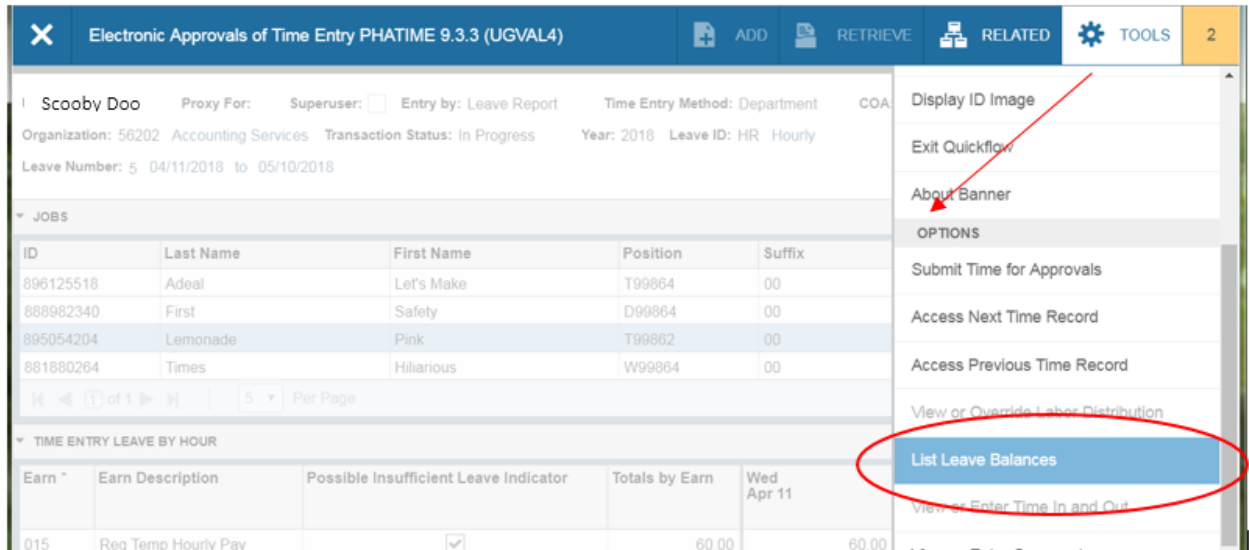 Electronic Approvals of Time Entry PHATIME 9.3.3 (UGVAL4) ADD RETRIEVE RELATED TOOLS 2
Scooby Doo Proxy For: Superuser: Entry by: Leave Report Time Entry Method: Department COA
Organization: 56202 Accounting Services Transaction Status: In Progress Year: 2018 Leave ID: HR Hourly
Leave Number: 5 04/11/2018 to 05/10/2018
JOBS
ID Last Name First Name Position Suffix
896125518 Adeal Let's Make T99864 00
888982340 First Safety D99864 00
895054204 Lemonade Pink T99862 00
881880264 Times Hiliarious W99864 00
1 of 1 5 Per Page
TIME ENTRY LEAVE BY HOUR
Earn * Earn Description Possible Insufficient Leave Indicator Totals by Earn Wed
Apr 11
015 Reg Temp Hourly Pay 60.00 60.00
Display ID Image
Exit Quickflow
About Banner
OPTIONS
Submit Time for Approvals
Access Next Time Record
Access Previous Time Record
View or Override Labor Distribution
List Leave Balances
View or Enter Time In and Out